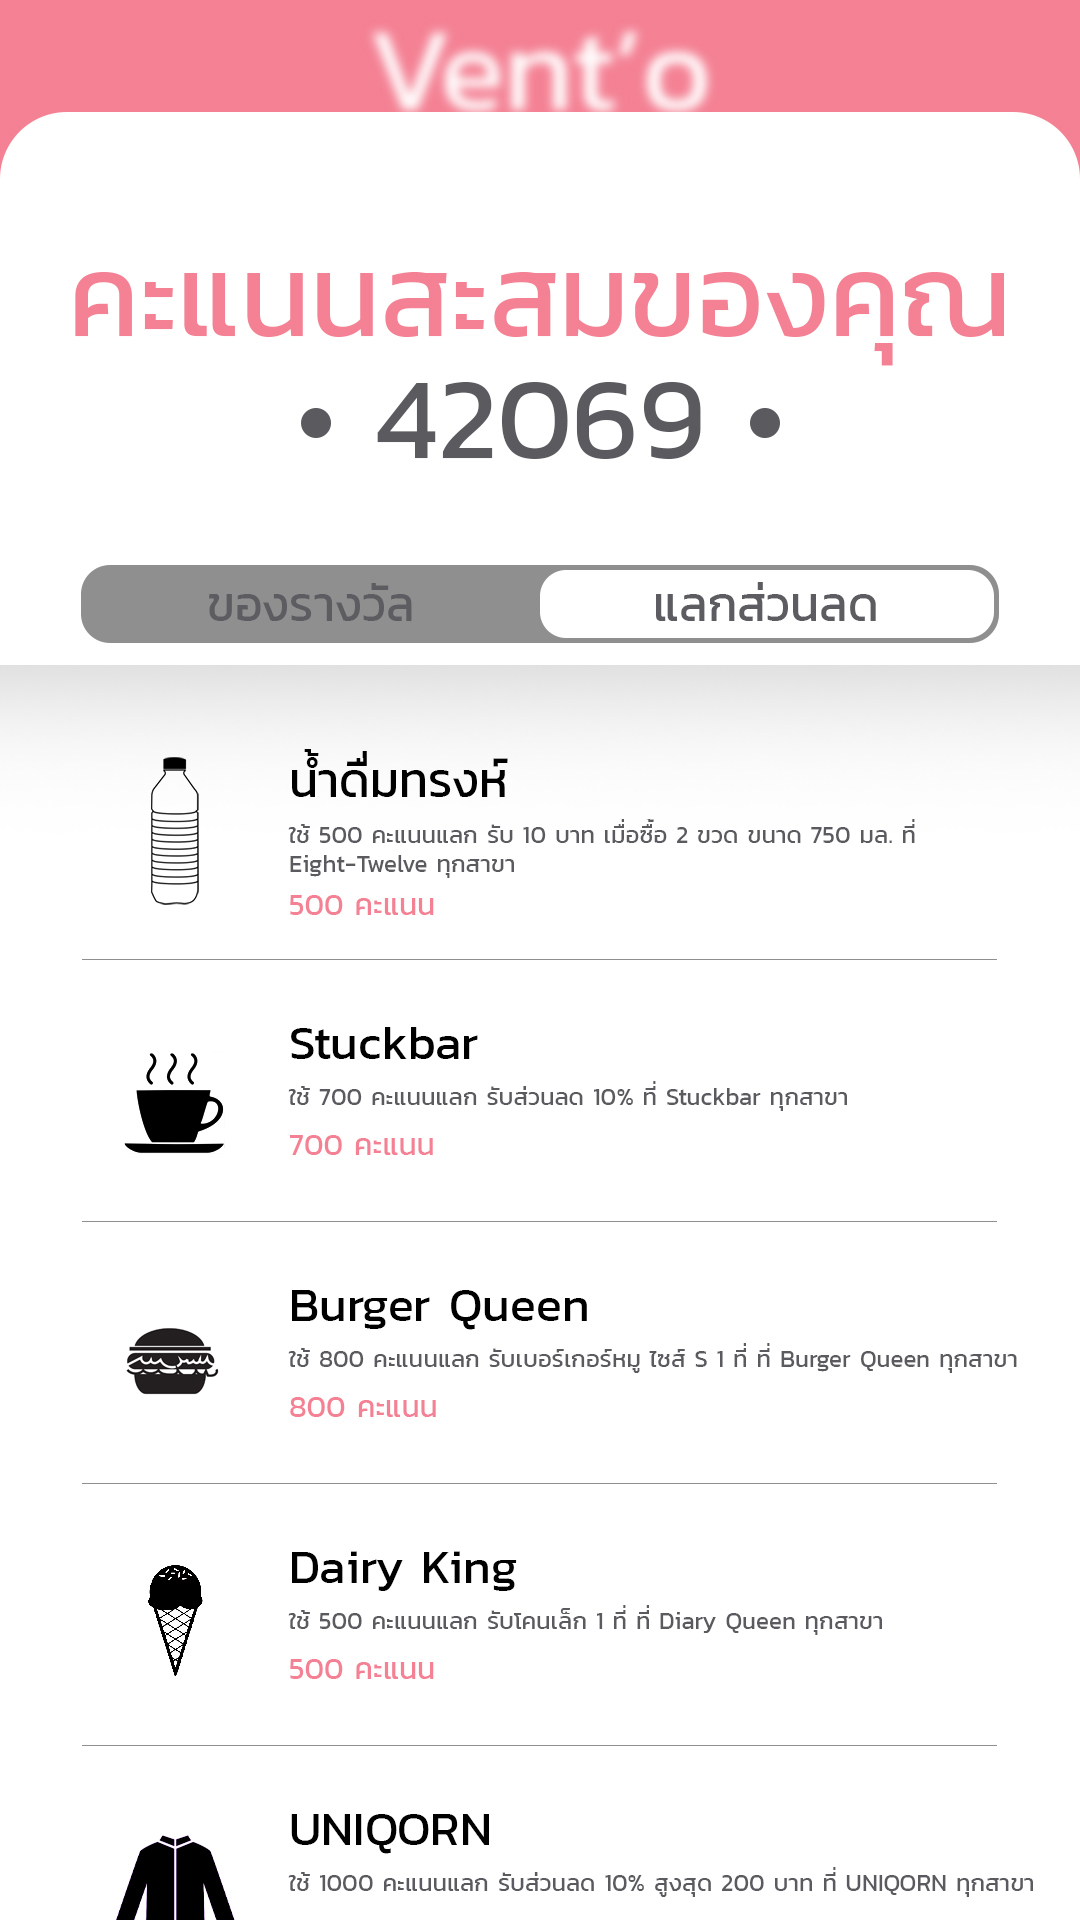 Vent'o
คะแนนสะสมของคุณ
• 42069 •
ของรางวัล
แลกส่วนลด
น้ำดื่มทรงห์
ใช้ 500 คะแนนแลก รับ 10 บาท เมื่อซื้อ 2 ขวด ขนาด 750 มล. ที่
Eight-Twelve ทุกสาขา
500 คะแนน
Stuckbar
ใช้ 700 คะแนนแลก รับส่วนลด 10% ที่ Stuckbar ทุกสาขา
700 คะแนน
Burger Queen
ใช้ 800 คะแนนแลก รับเบอร์เกอร์หมู ไซส์ S 1 ที่ ที่ Burger Queen ทุกสาขา
800 คะแนน
Dairy King
ใช้ 500 คะแนนแลก รับโคนเล็ก 1 ที่ ที่ Diary Queen ทุกสาขา
500 คะแนน
UNIQORN
ใช้ 1000 คะแนนแลก รับส่วนลด 10% สูงสุด 200 บาท ที่ UNIQORN ทุกสาขา